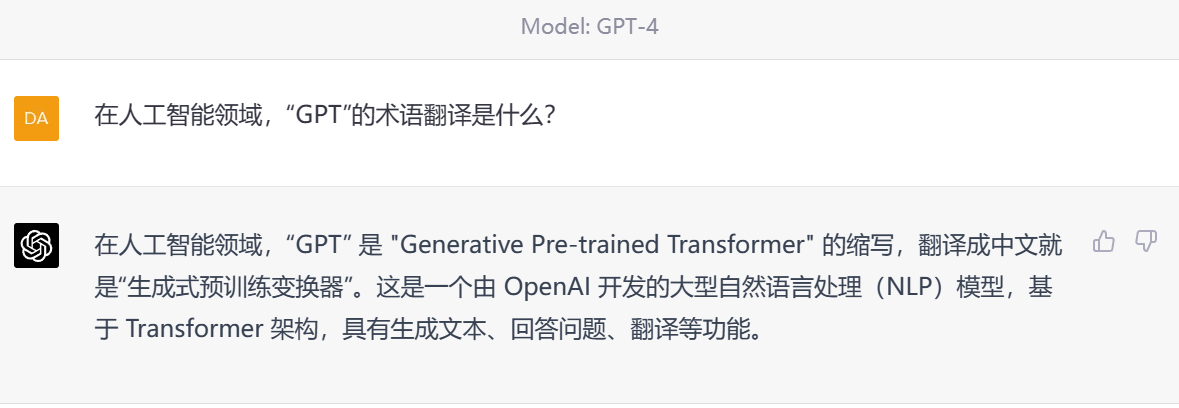 Model: GPT-4
DA
在人工智能领域，“GPT”的术语翻译是什么？
在人工智能领域，“GPT” 是 "Generative Pre-trained Transformer" 的缩写，翻译成中文就
是“生成式预训练变换器”。这是一个由 OpenAI 开发的大型自然语言处理（NLP）模型，基
于 Transformer 架构，具有生成文本、回答问题、翻译等功能。